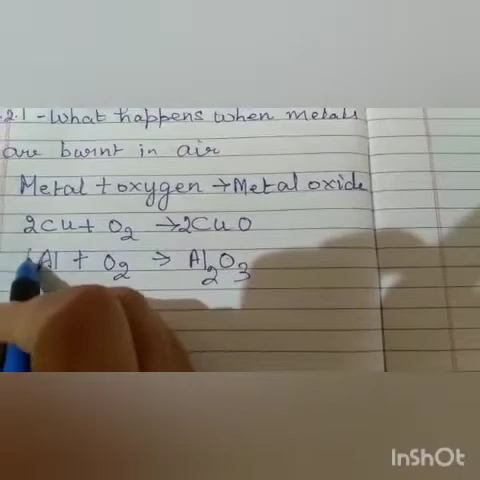 .2.1 - What happens when metals
are burnt in air
Metal + oxygen → Metal oxide
2Cu + O2 → 2CuO
Al + O2 → Al2O3
InShOt